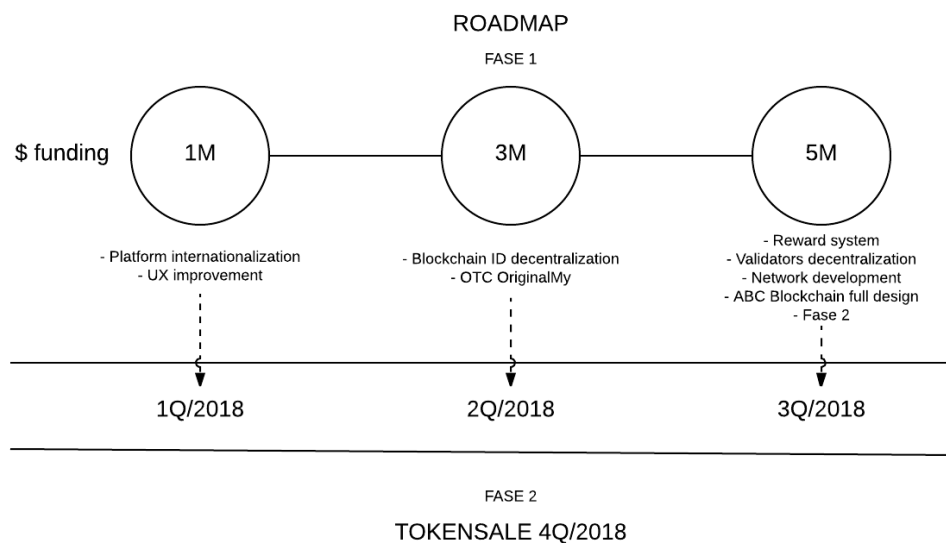 ROADMAP
FASE 1
$ funding
1M
3M
5M
- Platform internationalization
- UX improvement
- Blockchain ID decentralization
- OTC OriginalMy
- Reward system
- Validators decentralization
- Network development
- ABC Blockchain full design
- Fase 2
1Q/2018
2Q/2018
3Q/2018
FASE 2
TOKENSALE 4Q/2018